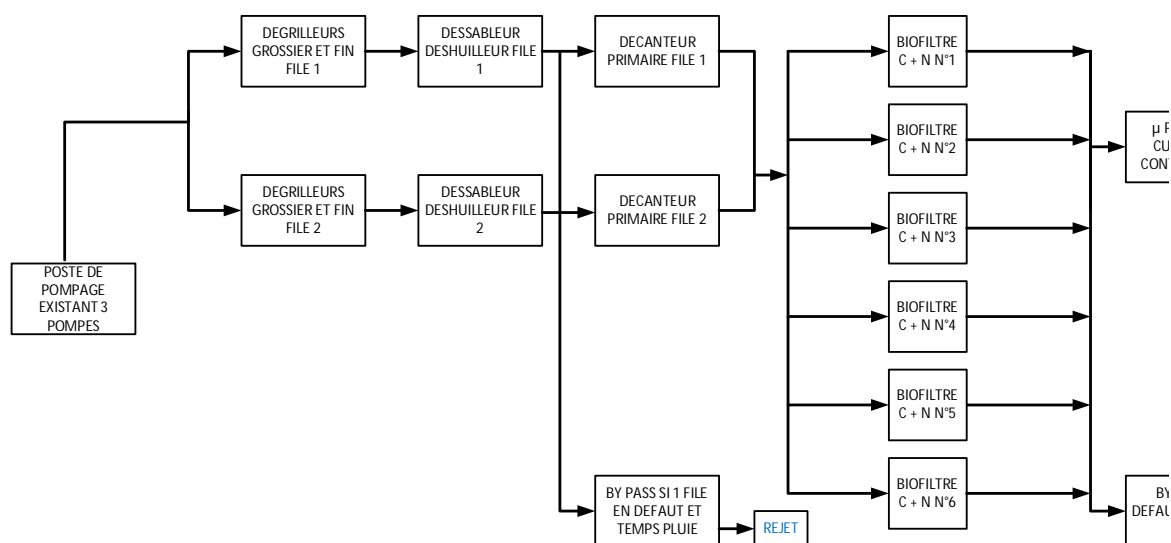 DEGRILLEURS
GROSSIER ET FIN
FILE 1
DESSABLEUR
DESHUILLEUR FILE
1
DECANTEUR
PRIMAIRE FILE 1
BIOFILTRE
C + N N°1
BIOFILTRE
C + N N°2
DEGRILLEURS
GROSSIER ET FIN
FILE 2
DESSABLEUR
DESHUILLEUR FILE
2
DECANTEUR
PRIMAIRE FILE 2
BIOFILTRE
C + N N°3
POSTE DE
POMPAGE
EXISTANT 3
POMPES
BIOFILTRE
C + N N°4
BIOFILTRE
C + N N°5
BY PASS SI 1 FILE
EN DEFAUT ET
TEMPS PLUIE
REJET
BIOFILTRE
C + N N°6
BY